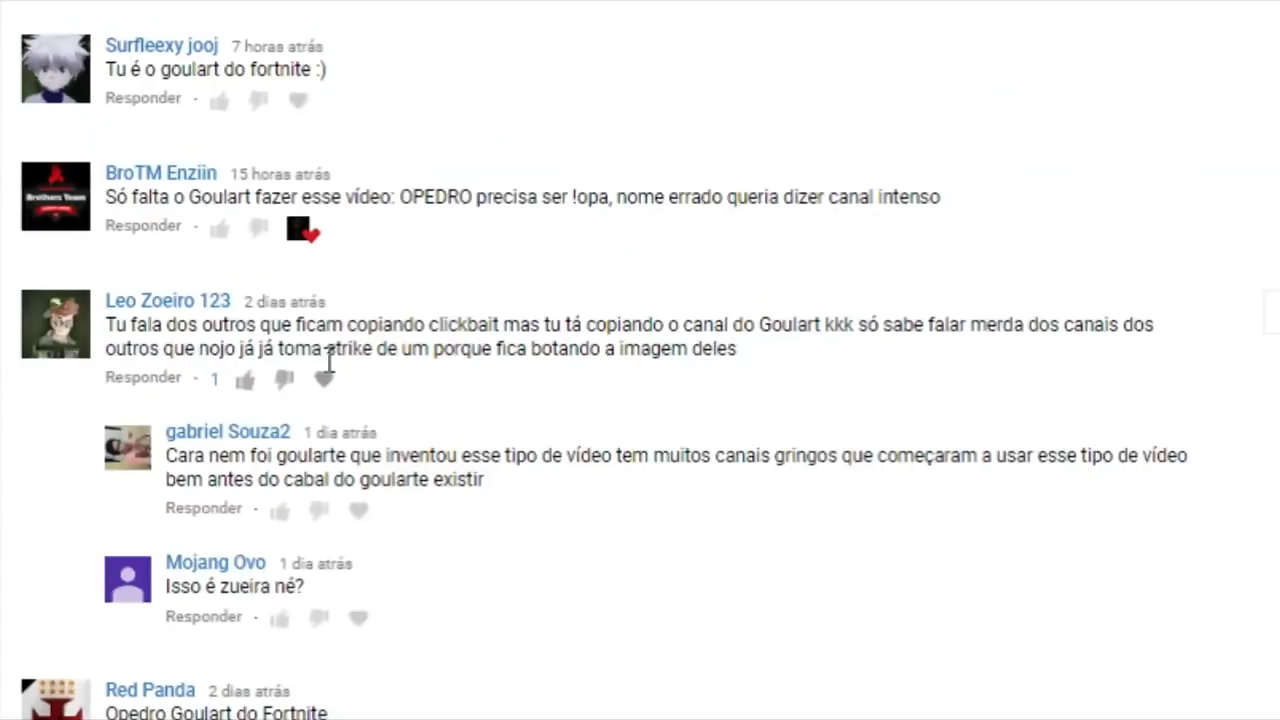 Surfleexy jooj 7 horas atrás
Tu é o goulart do fortnite :)
Responder
BroTM Enziin 15 horas atrás
Só falta o Goulart fazer esse vídeo: OPEDRO precisa ser !opa, nome errado queria dizer canal intenso
Brothers Team
Responder
Leo Zoeiro 123 2 dias atrás
Tu fala dos outros que ficam copiando clickbait mas tu tá copiando o canal do Goulart kkk só sabe falar merda dos canais dos
outros que nojo já já toma strike de um porque fica botando a imagem deles
Responder · 1
gabriel Souza2 1 dia atrás
Cara nem foi goularte que inventou esse tipo de vídeo tem muitos canais gringos que começaram a usar esse tipo de vídeo
bem antes do cabal do goularte existir
Responder
Mojang Ovo 1 dia atrás
Isso é zueira né?
Responder
Red Panda 2 dias atrás
Opedro Goulart do Fortnite